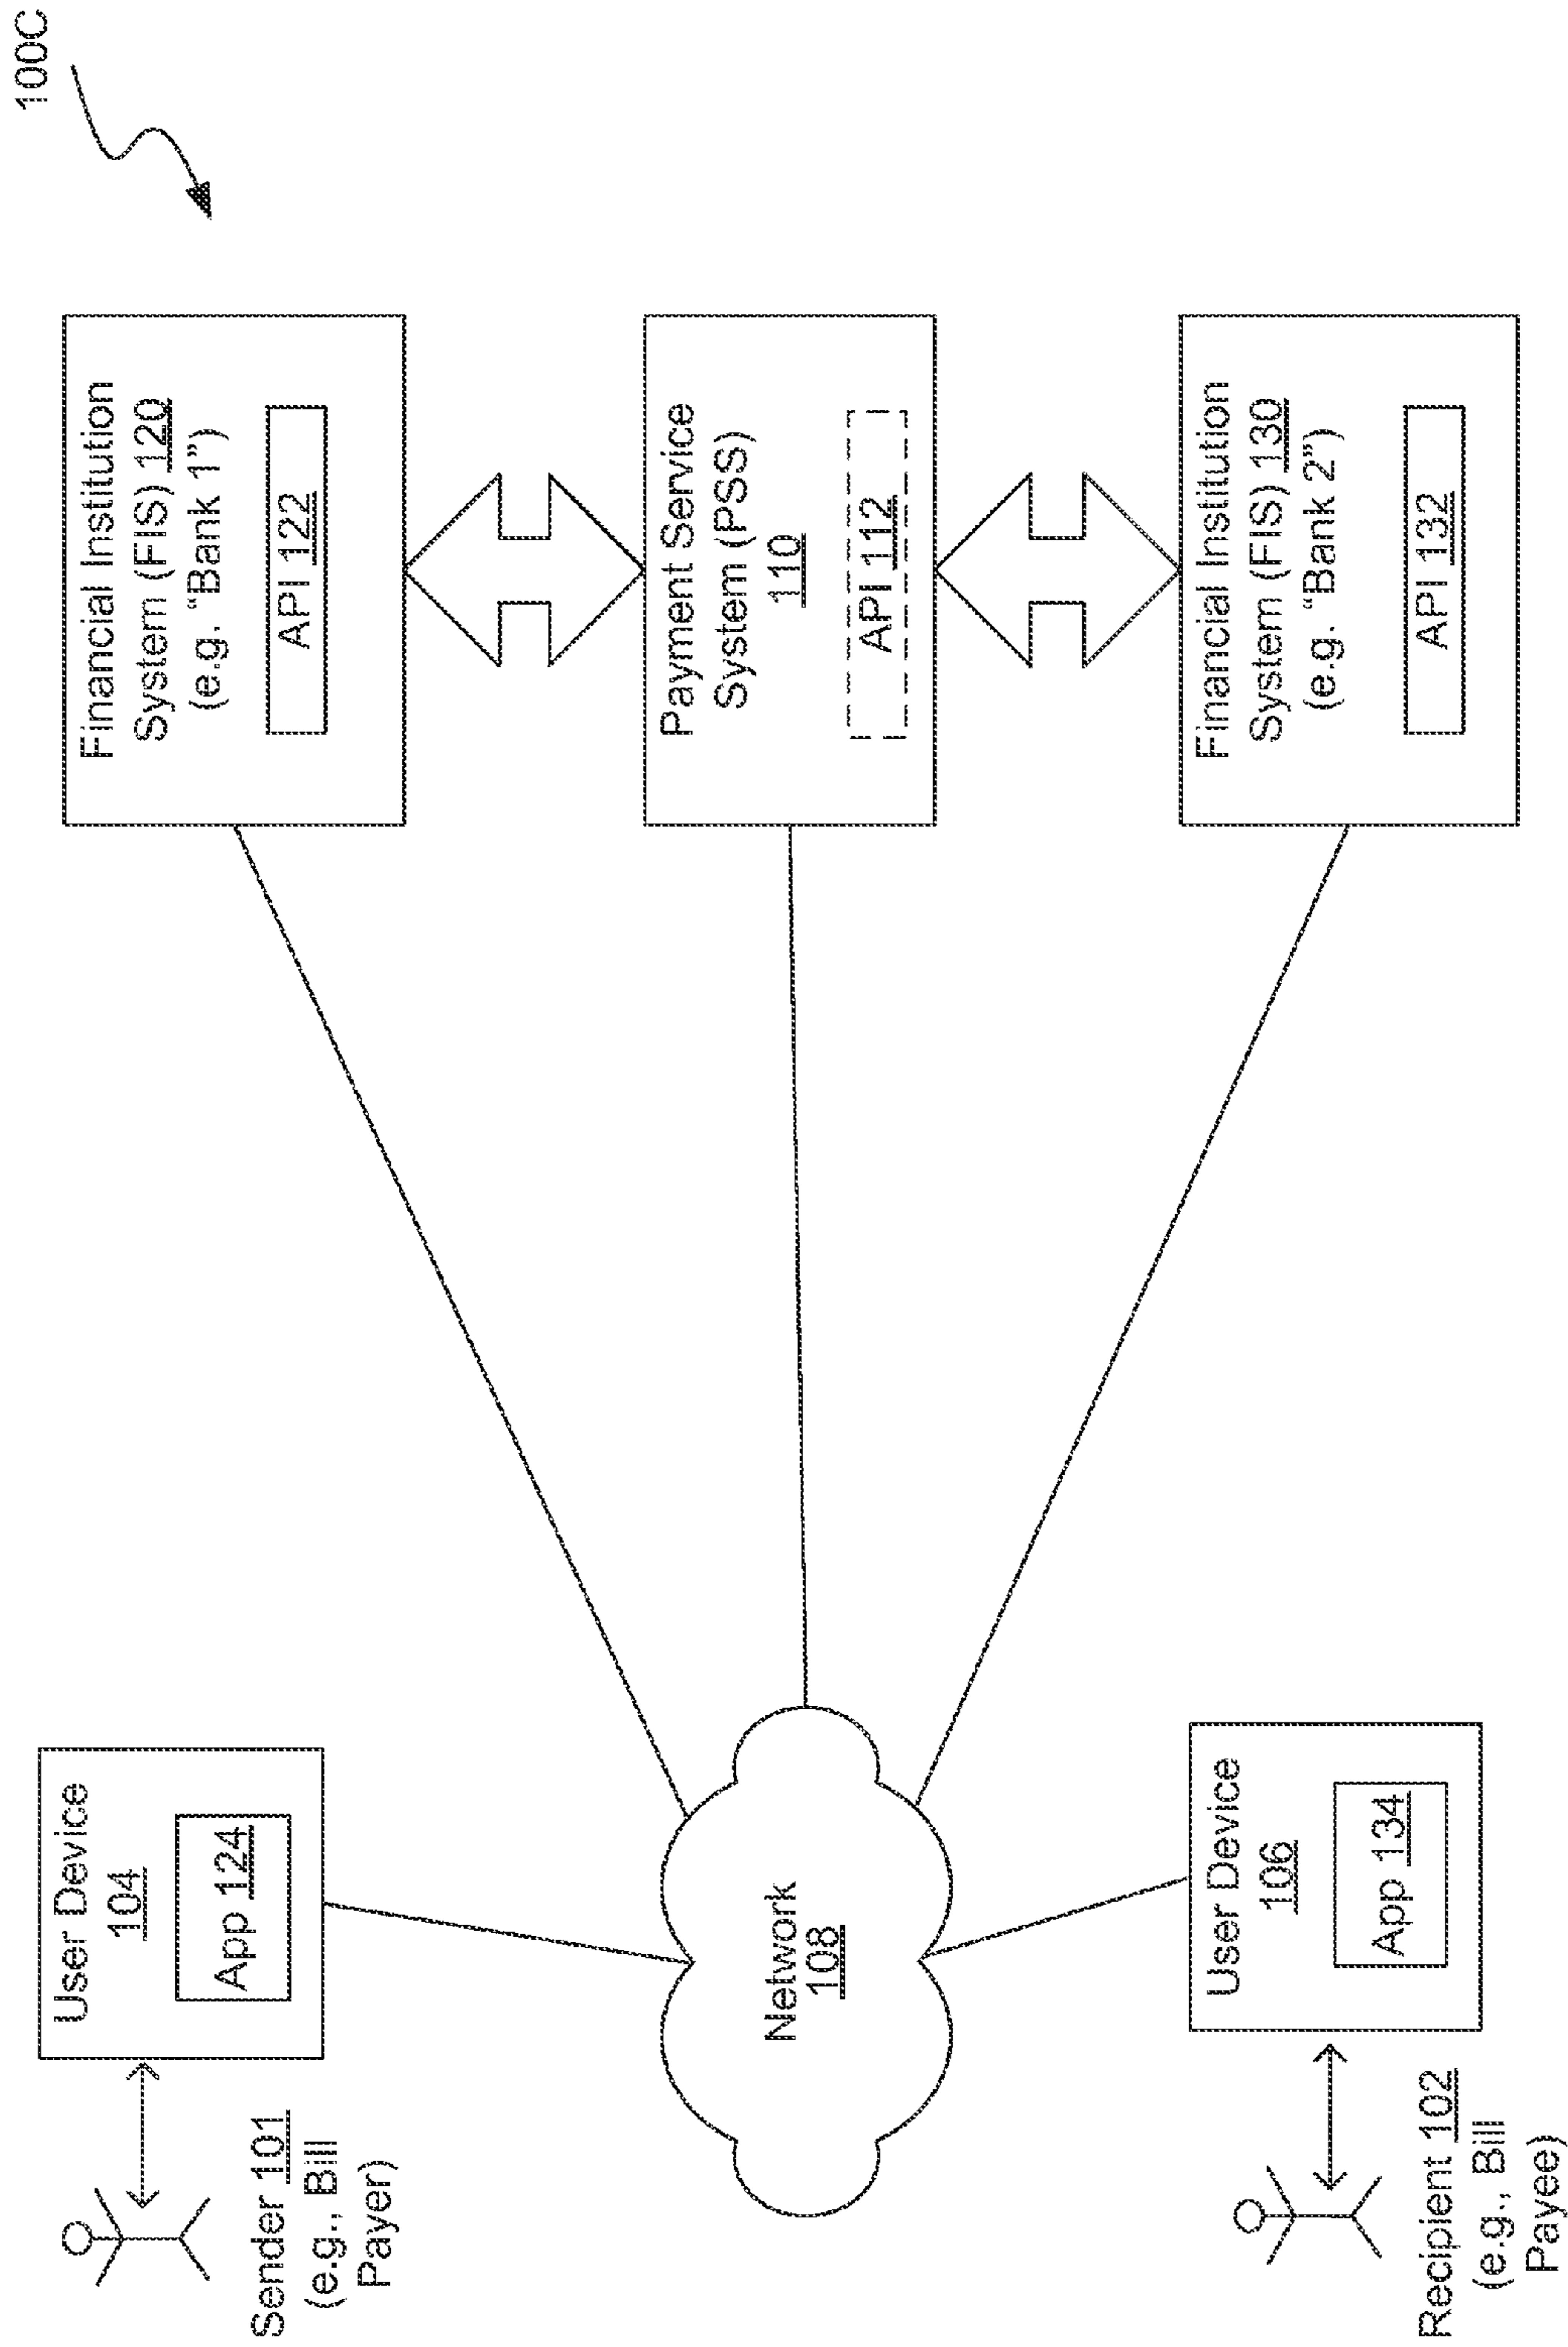 100C
User Device
104
App 124
Sender 101
(e.g., Bill
Payer)
Financial Institution
System (FIS) 120
(e.g. “Bank 1”)
API 122
Network
108
Payment Service
System (PSS)
110
API 112
User Device
106
App 134
Recipient 102
(e.g., Bill
Payee)
Financial Institution
System (FIS) 130
(e.g. “Bank 2”)
API 132